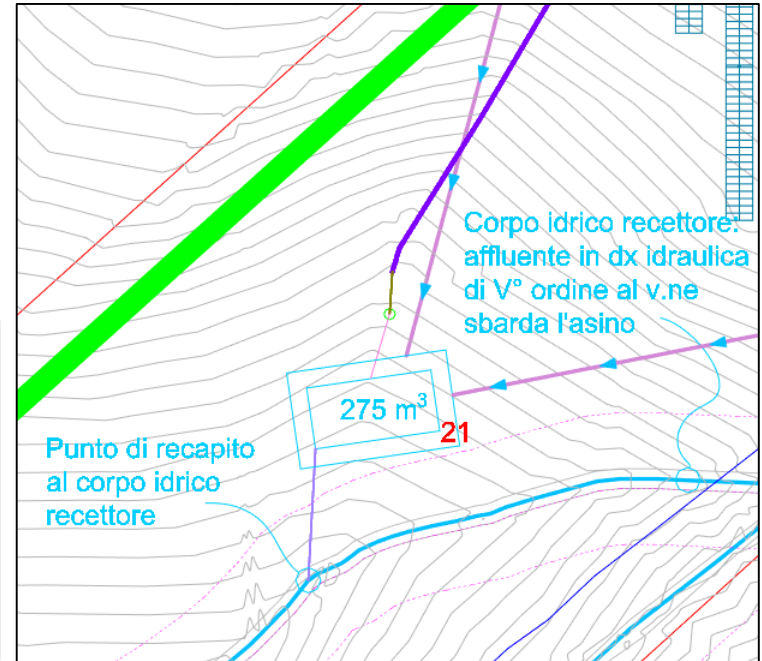 Corpo idrico recettore:
affluente in dx idraulica
di V° ordine al v.ne
sbarda l'asino
275 m³
21
Punto di recapito
al corpo idrico
recettore